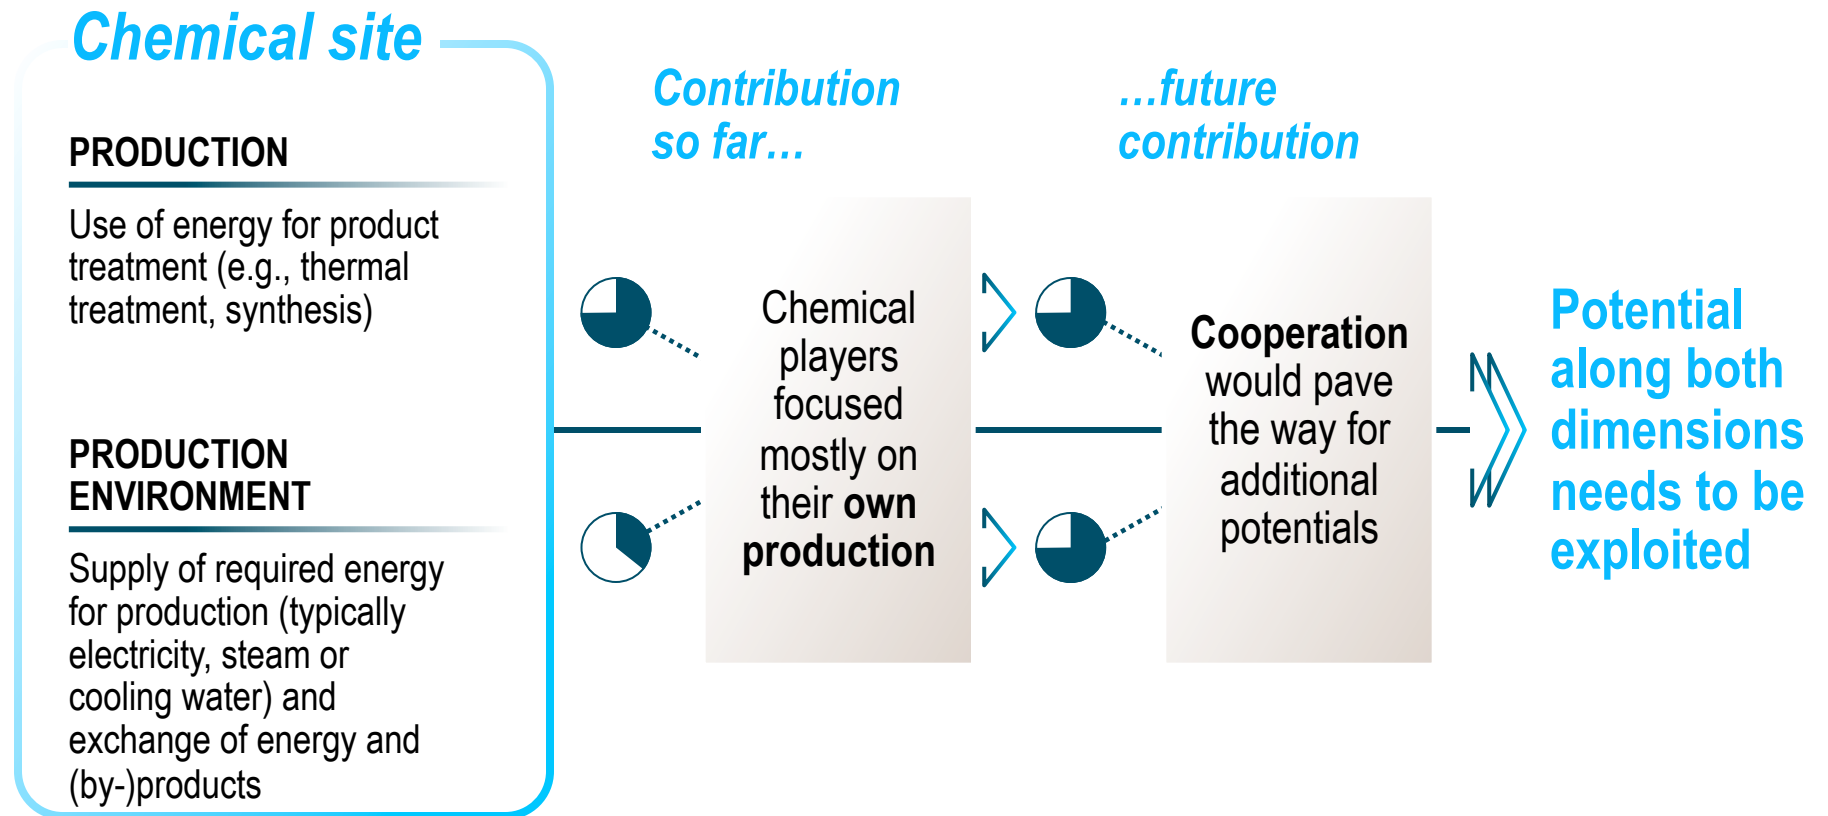 Chemical site
PRODUCTION
Use of energy for product
treatment (e.g., thermal
treatment, synthesis)
PRODUCTION
ENVIRONMENT
Supply of required energy
for production (typically
electricity, steam or
cooling water) and
exchange of energy and
(by-)products
Contribution
so far…
Chemical
players
focused
mostly on
their own
production
…future
contribution
Cooperation
would pave
the way for
additional
potentials
Potential
along both
dimensions
needs to be
exploited